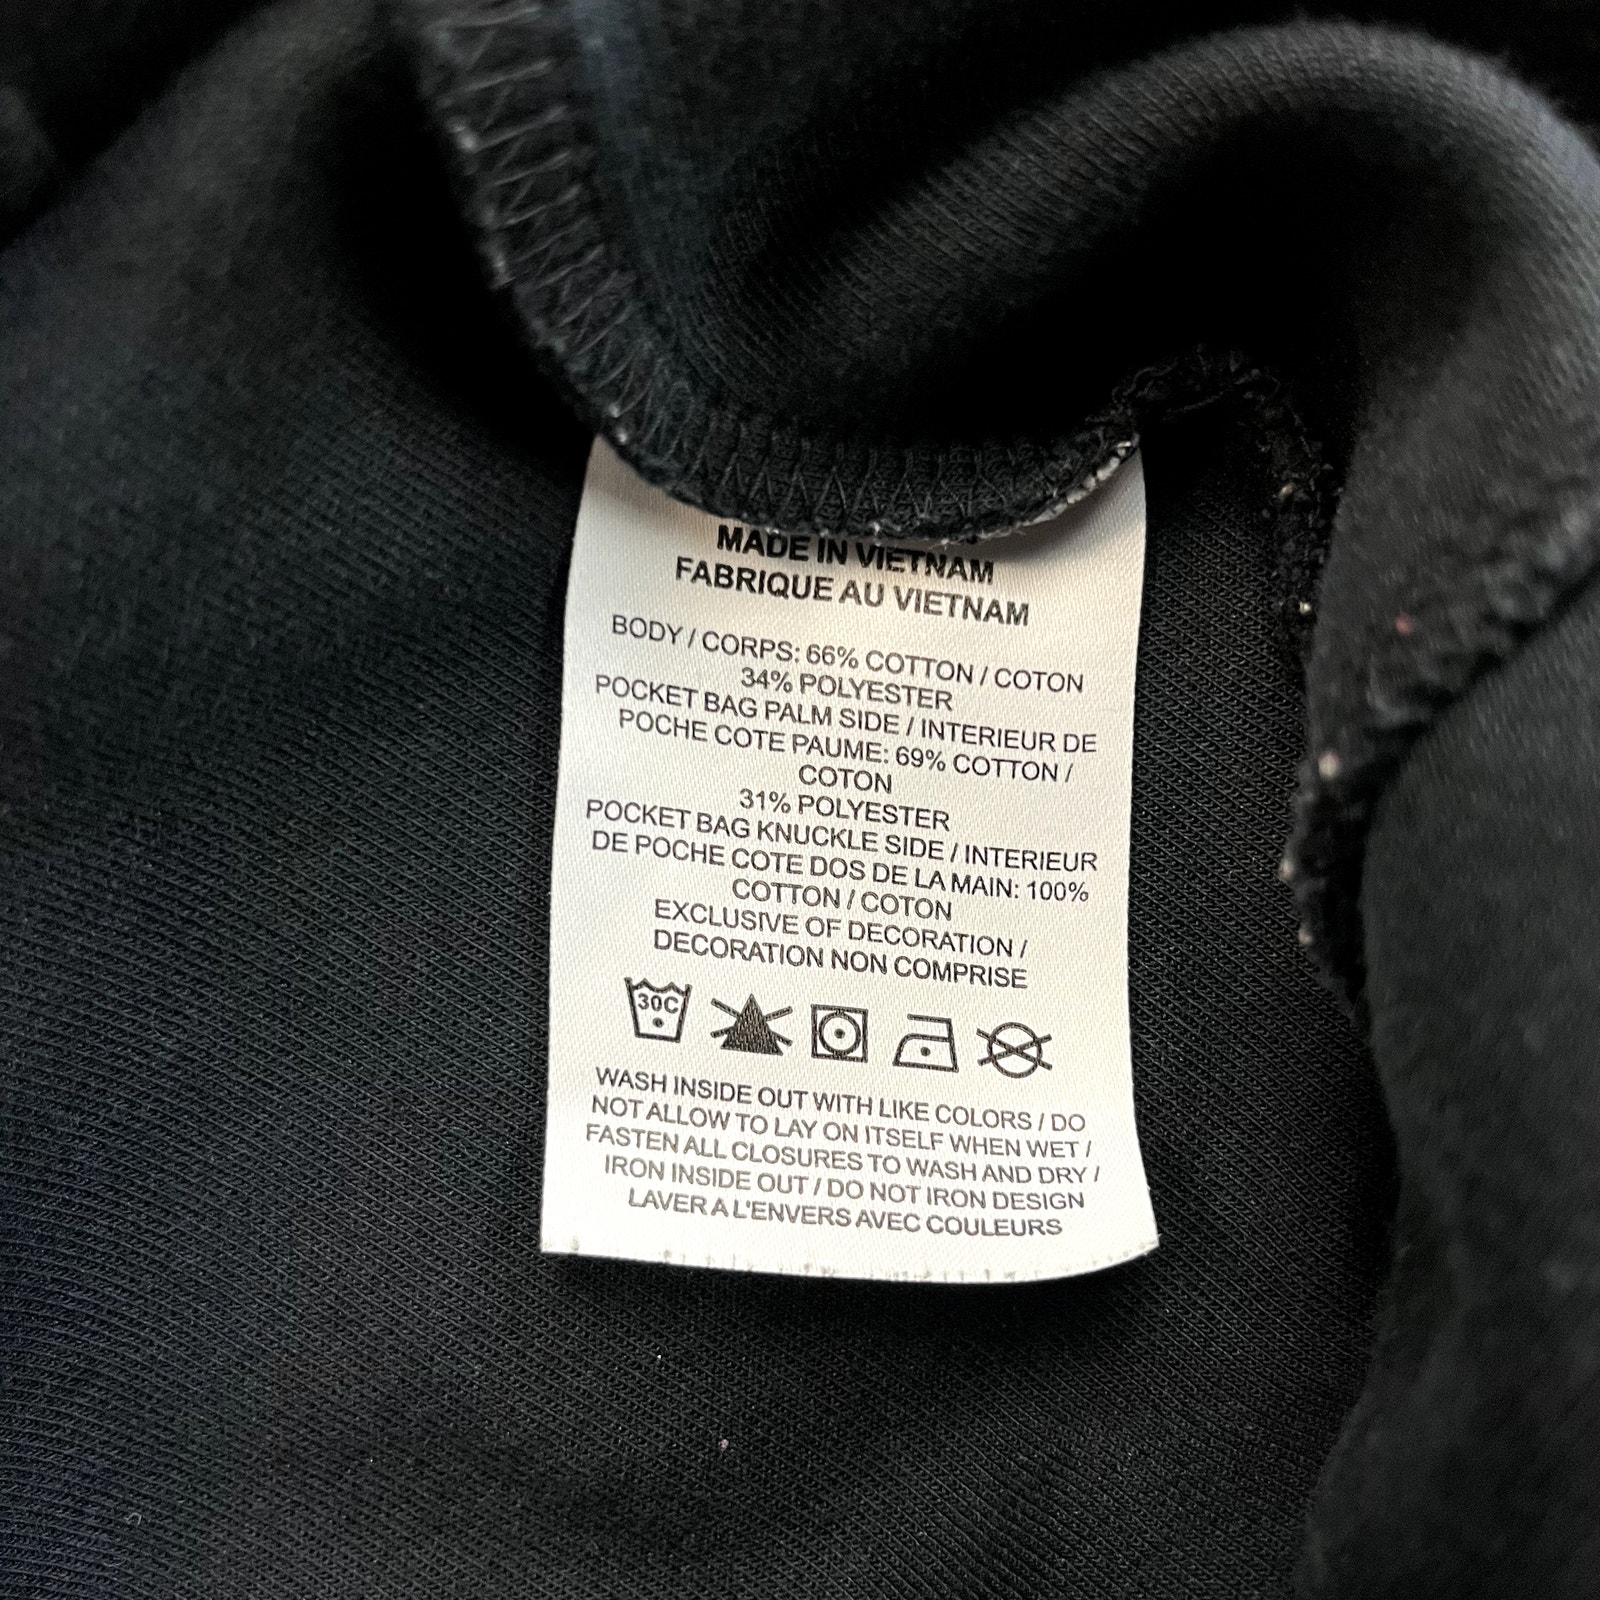 MADE IN VIETNAM
FABRIQUE AU VIETNAM
BODY / CORPS: 66% COTTON / COTON
34% POLYESTER
POCKET BAG PALM SIDE / INTERIEUR DE
POCHE COTE PAUME: 69% COTTON /
COTON
31% POLYESTER
POCKET BAG KNUCKLE SIDE / INTERIEUR
DE POCHE COTE DOS DE LA MAIN: 100%
COTTON / COTON
EXCLUSIVE OF DECORATION /
DECORATION NON COMPRISE
30C
WASH INSIDE OUT WITH LIKE COLORS / DO
NOT ALLOW TO LAY ON ITSELF WHEN WET /
FASTEN ALL CLOSURES TO WASH AND DRY /
IRON INSIDE OUT / DO NOT IRON DESIGN
LAVER A L'ENVERS AVEC COULEURS